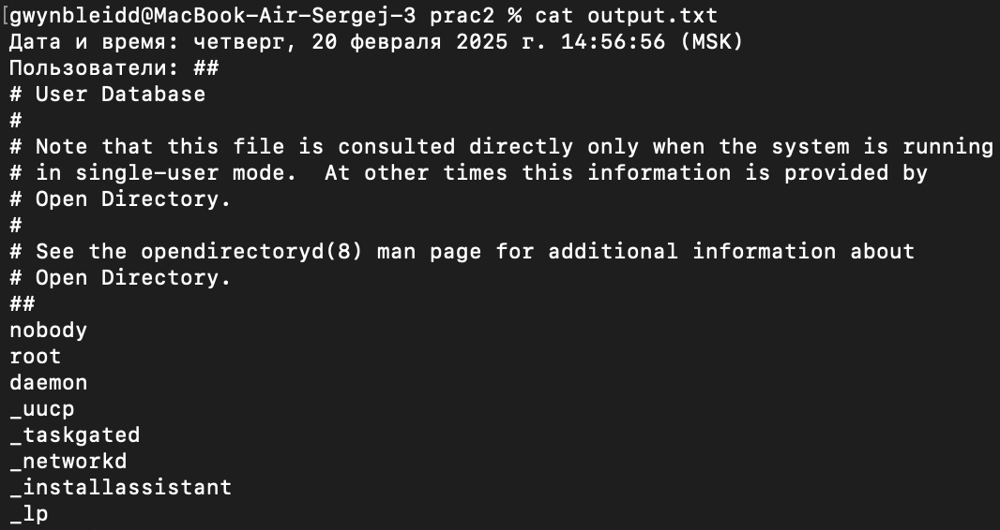 [gwynbleidd@MacBook-Air-Sergej-3 prac2 % cat output.txt
Дата и время: четверг, 20 февраля 2025 г. 14:56:56 (MSK)
Пользователи: ##
# User Database
#
# Note that this file is consulted directly only when the system is running
# in single-user mode.  At other times this information is provided by
# Open Directory.
#
# See the opendirectoryd(8) man page for additional information about
# Open Directory.
##
nobody
root
daemon
_uucp
_taskgated
_networkd
_installassistant
_lp